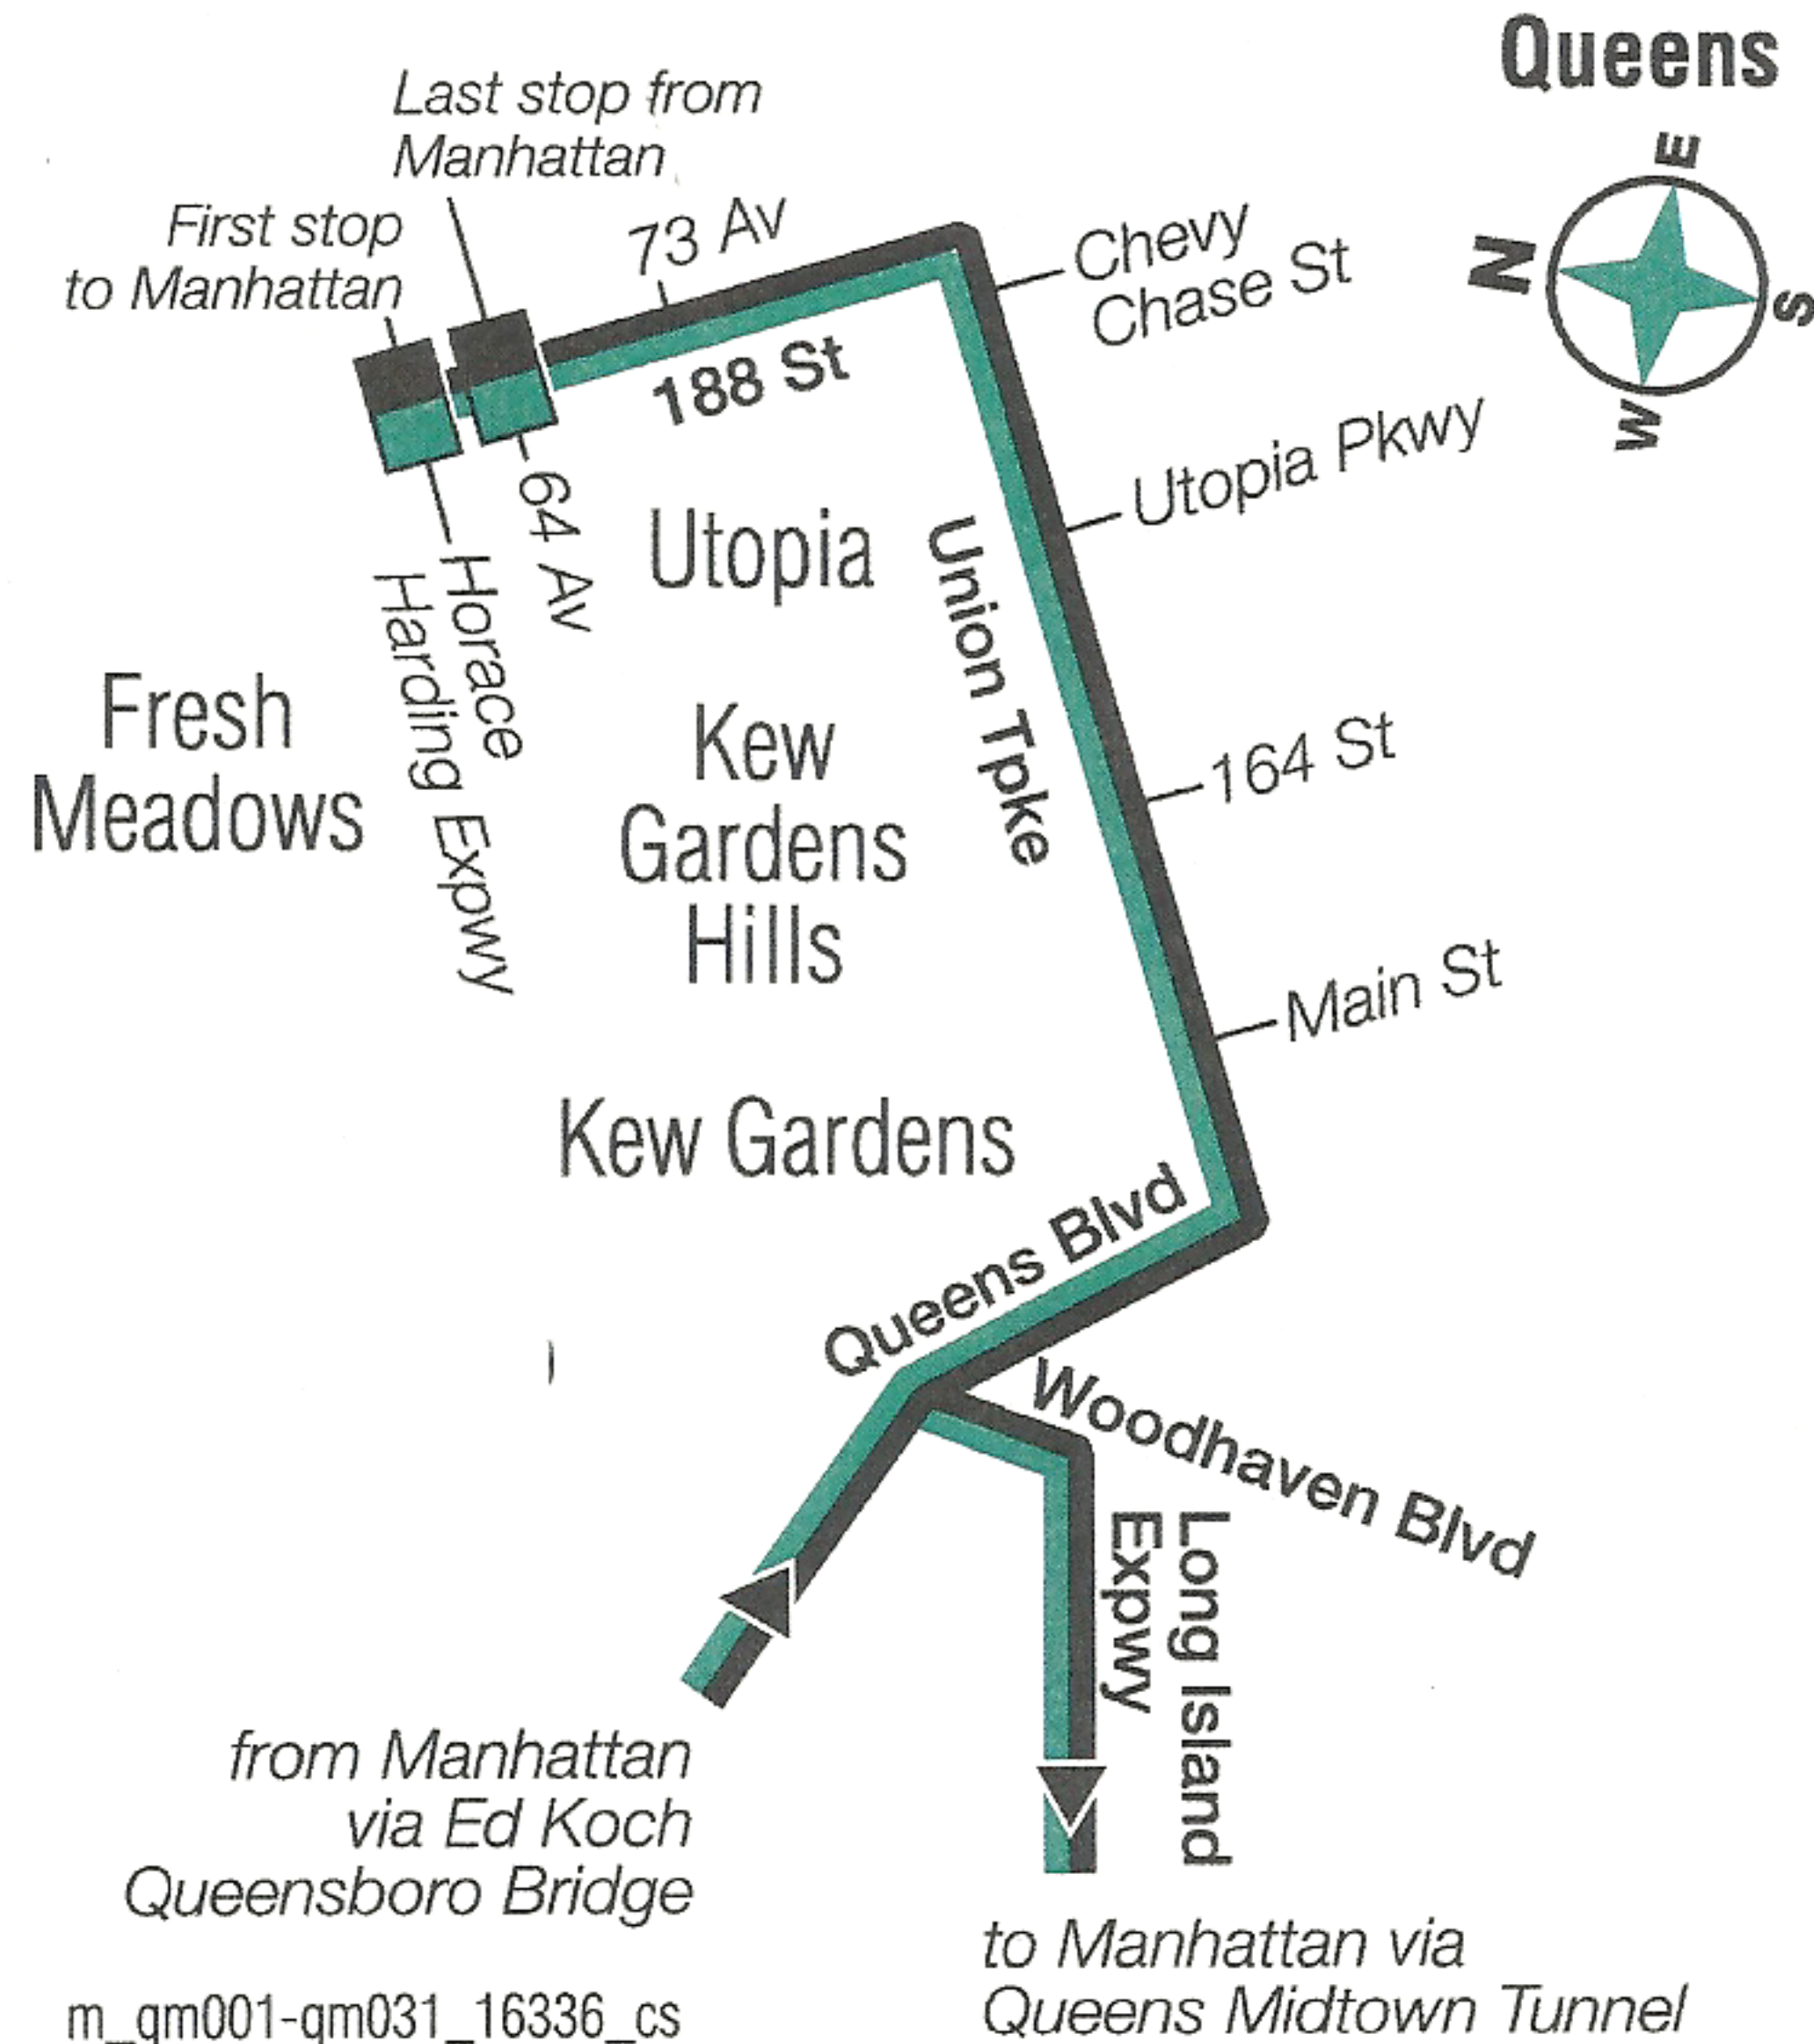 Queens
E
N
S
W
Last stop from
Manhattan
First stop
to Manhattan
73 Av
Chevy
Chase St
188 St
64 Av
Horace
Harding Expwy
Utopia
Utopia Pkwy
Union Tpke
Fresh
Meadows
Kew
Gardens
Hills
164 St
Main St
Kew Gardens
Queens Blvd
Woodhaven Blvd
Long Island
Expwy
from Manhattan
via Ed Koch
Queensboro Bridge
to Manhattan via
Queens Midtown Tunnel
m_qm001-qm031_16336_cs